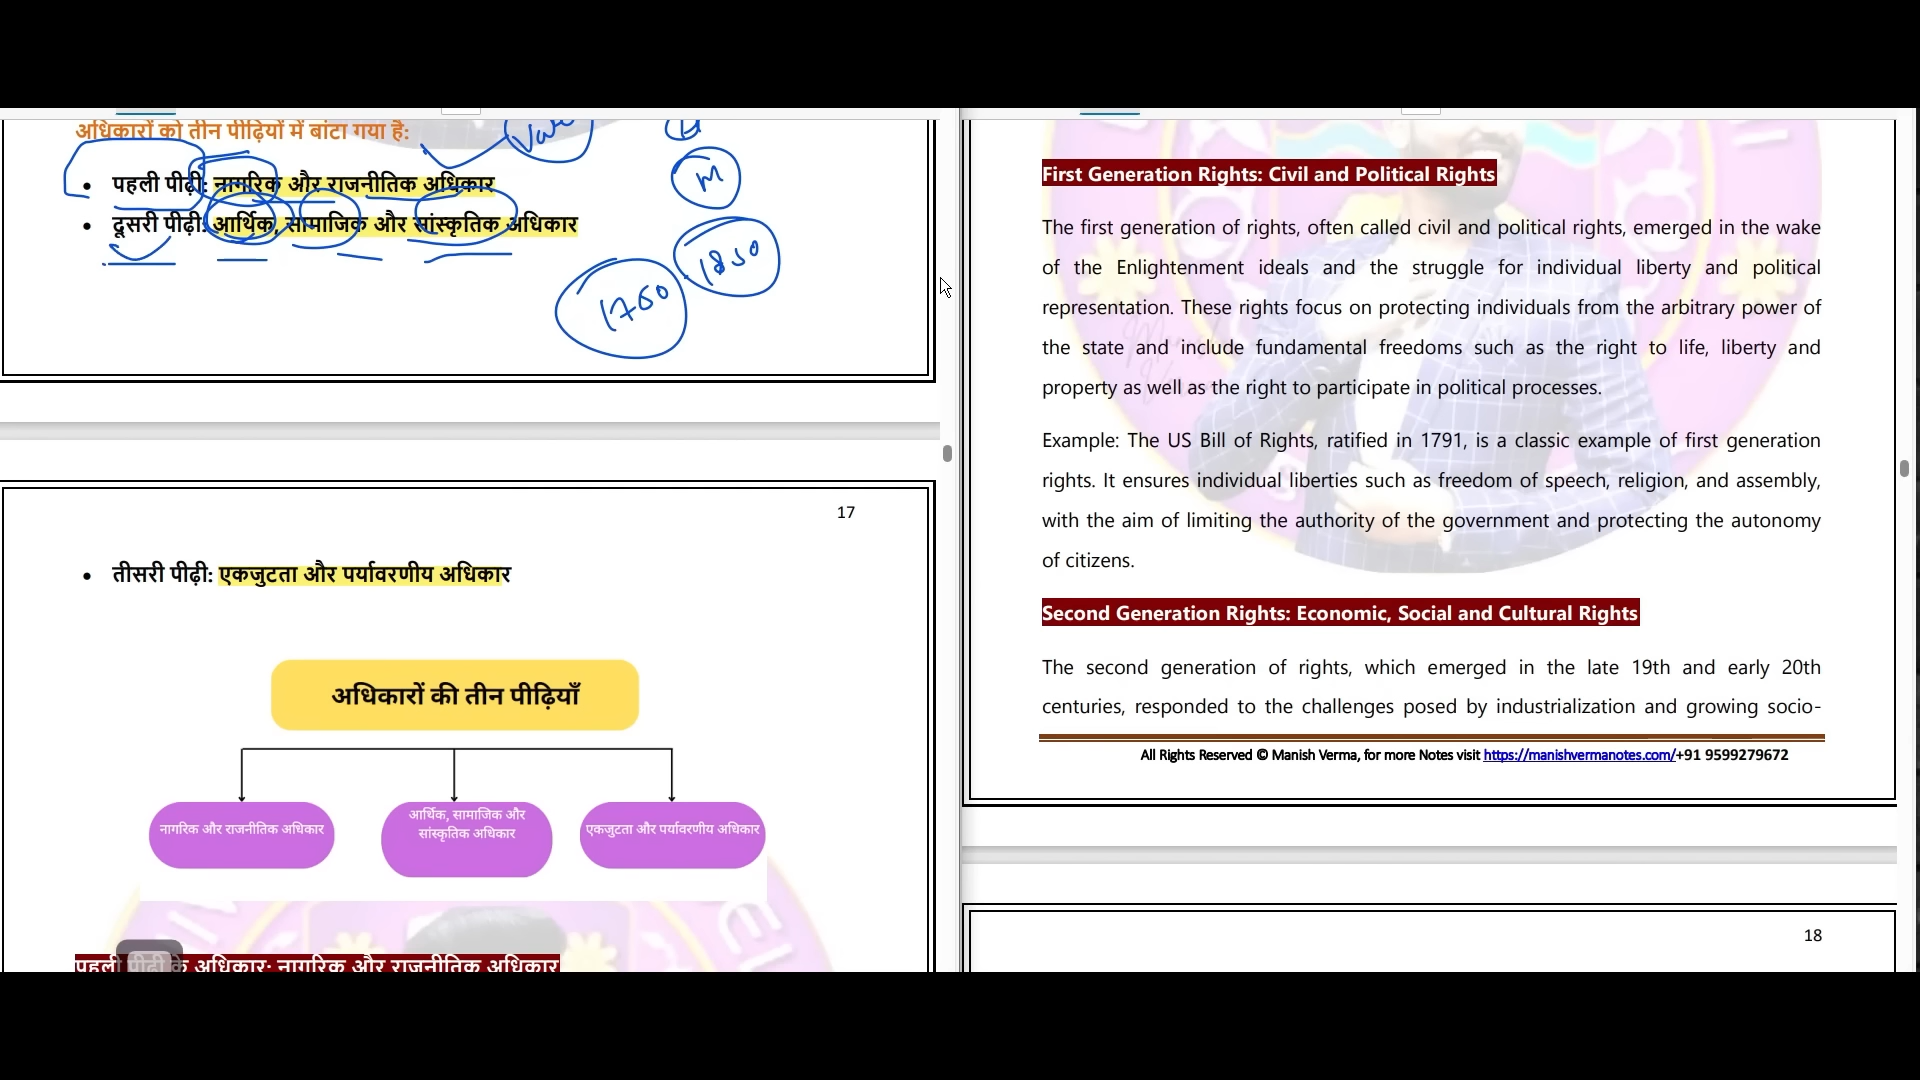 अधिकारों को तीन पीढ़ियों में बांटा गया है:
• पहली पीढ़ी: नागरिक और राजनीतिक अधिकार
• दूसरी पीढ़ी: आर्थिक, सामाजिक और सांस्कृतिक अधिकार
M
1850
1760
17
• तीसरी पीढ़ी: एकजुटता और पर्यावरणीय अधिकार
अधिकारों की तीन पीढ़ियाँ
नागरिक और राजनीतिक अधिकार
आर्थिक, सामाजिक और
सांस्कृतिक अधिकार
एकजुटता और पर्यावरणीय अधिकार
पहली पीढ़ी के अधिकार: नागरिक और राजनीतिक अधिकार
First Generation Rights: Civil and Political Rights
The first generation of rights, often called civil and political rights, emerged in the wake
of the Enlightenment ideals and the struggle for individual liberty and political
representation. These rights focus on protecting individuals from the arbitrary power of
the state and include fundamental freedoms such as the right to life, liberty and
property as well as the right to participate in political processes.
Example: The US Bill of Rights, ratified in 1791, is a classic example of first generation
rights. It ensures individual liberties such as freedom of speech, religion, and assembly,
with the aim of limiting the authority of the government and protecting the autonomy
of citizens.
Second Generation Rights: Economic, Social and Cultural Rights
The second generation of rights, which emerged in the late 19th and early 20th
centuries, responded to the challenges posed by industrialization and growing socio-
All Rights Reserved © Manish Verma, for more Notes visit https://manishvermanotes.com/+91 9599279672
18